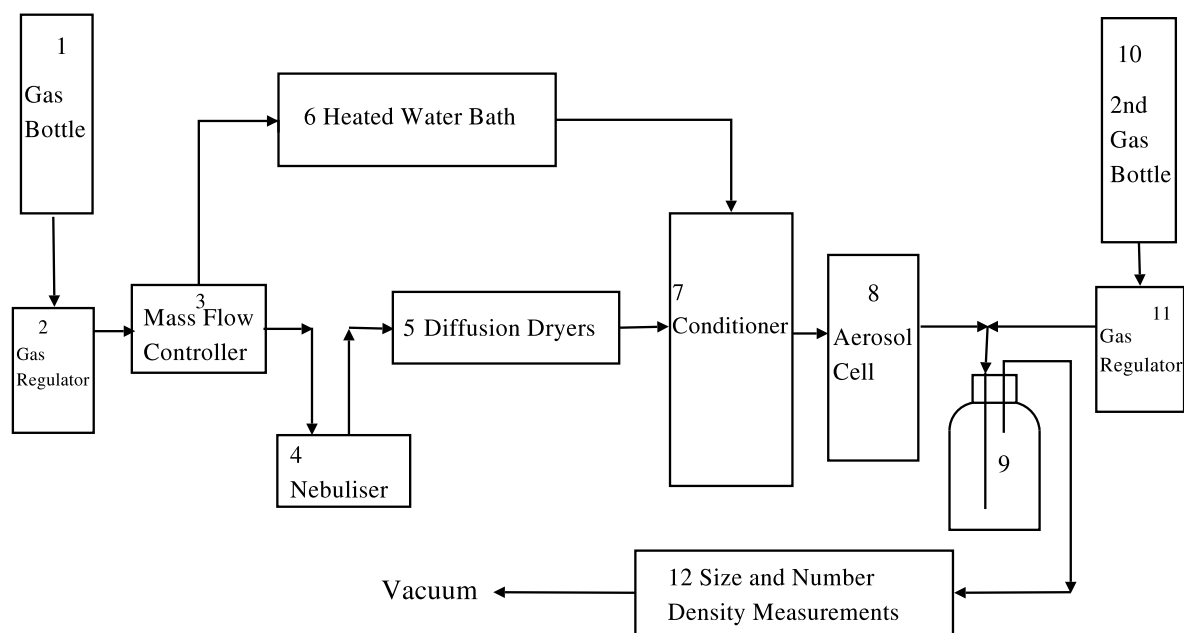 1
Gas
Bottle
2
Gas
Regulator
3
Mass Flow
Controller
4
Nebuliser
5 Diffusion Dryers
6 Heated Water Bath
7
Conditioner
8
Aerosol
Cell
9
10
2nd
Gas
Bottle
11
Gas
Regulator
12 Size and Number
Density Measurements
Vacuum